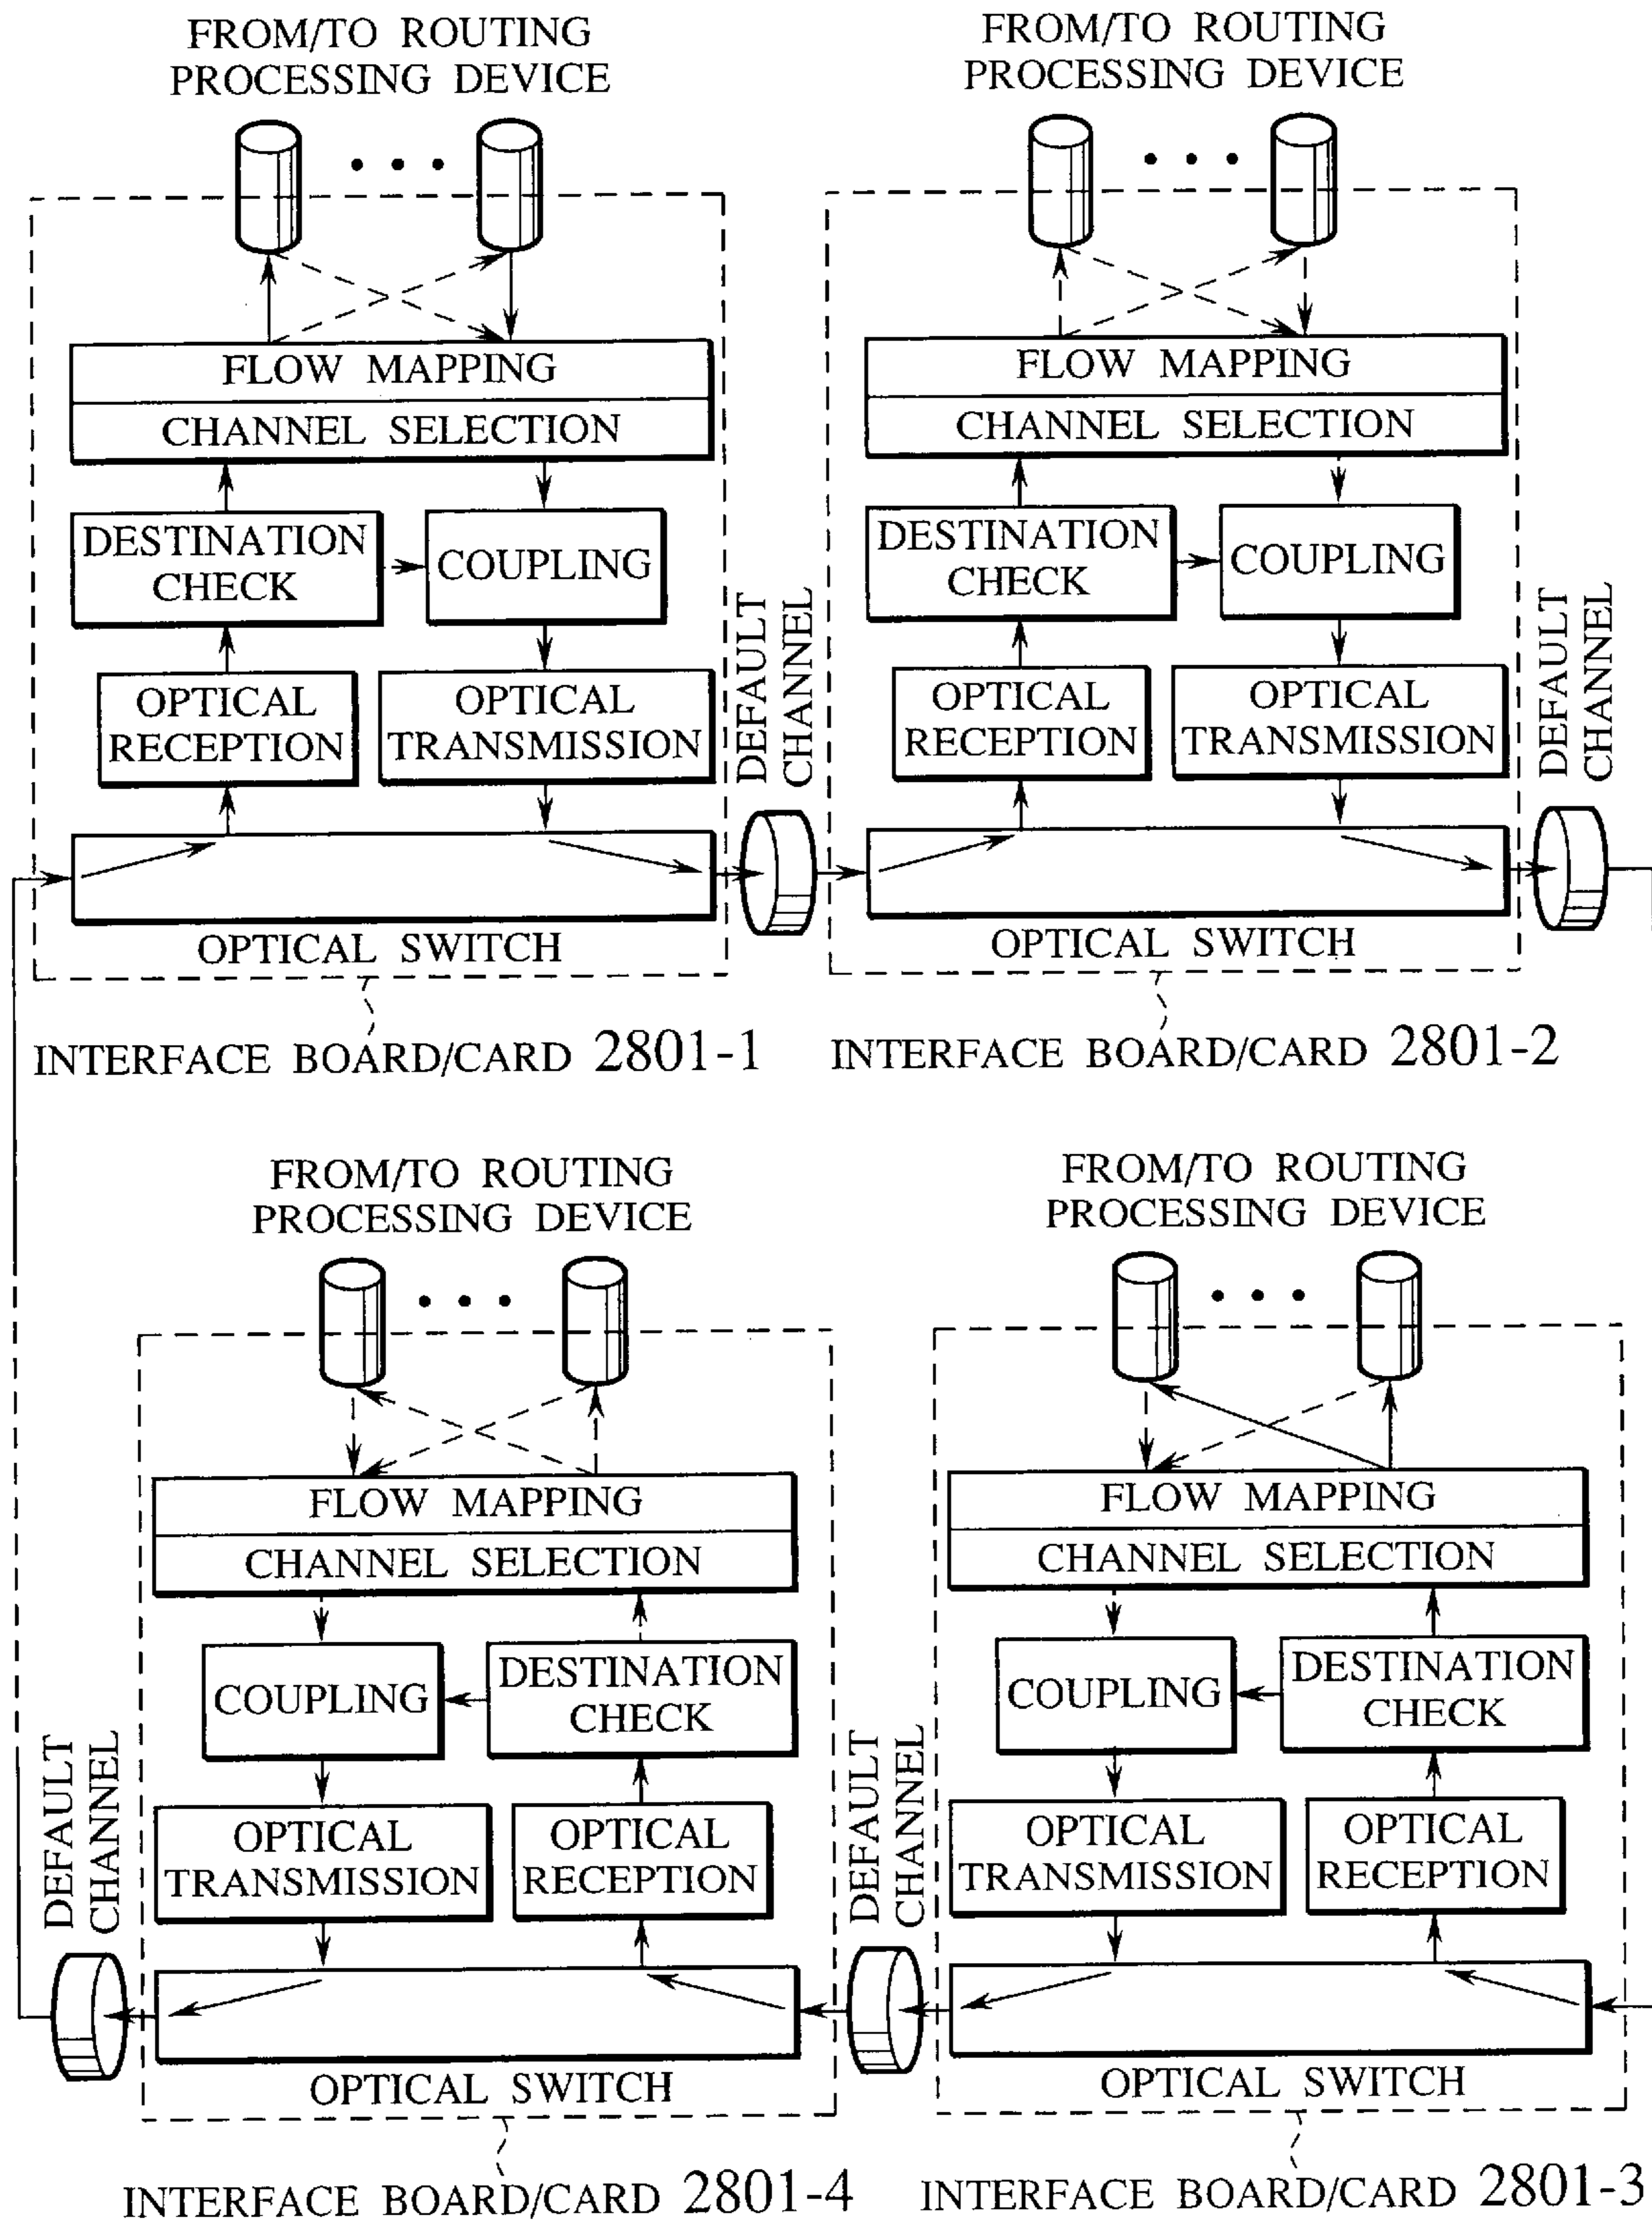 FROM/TO ROUTING
PROCESSING DEVICE
FLOW MAPPING
CHANNEL SELECTION
DESTINATION
CHECK
COUPLING
OPTICAL
RECEPTION
OPTICAL
TRANSMISSION
OPTICAL SWITCH
DEFAULT
CHANNEL
INTERFACE BOARD/CARD 2801-1
FROM/TO ROUTING
PROCESSING DEVICE
FLOW MAPPING
CHANNEL SELECTION
DESTINATION
CHECK
COUPLING
OPTICAL
RECEPTION
OPTICAL
TRANSMISSION
OPTICAL SWITCH
DEFAULT
CHANNEL
INTERFACE BOARD/CARD 2801-2
FROM/TO ROUTING
PROCESSING DEVICE
FLOW MAPPING
CHANNEL SELECTION
COUPLING
DESTINATION
CHECK
OPTICAL
TRANSMISSION
OPTICAL
RECEPTION
DEFAULT
CHANNEL
OPTICAL SWITCH
INTERFACE BOARD/CARD 2801-4
FROM/TO ROUTING
PROCESSING DEVICE
FLOW MAPPING
CHANNEL SELECTION
COUPLING
DESTINATION
CHECK
OPTICAL
TRANSMISSION
OPTICAL
RECEPTION
DEFAULT
CHANNEL
OPTICAL SWITCH
INTERFACE BOARD/CARD 2801-3